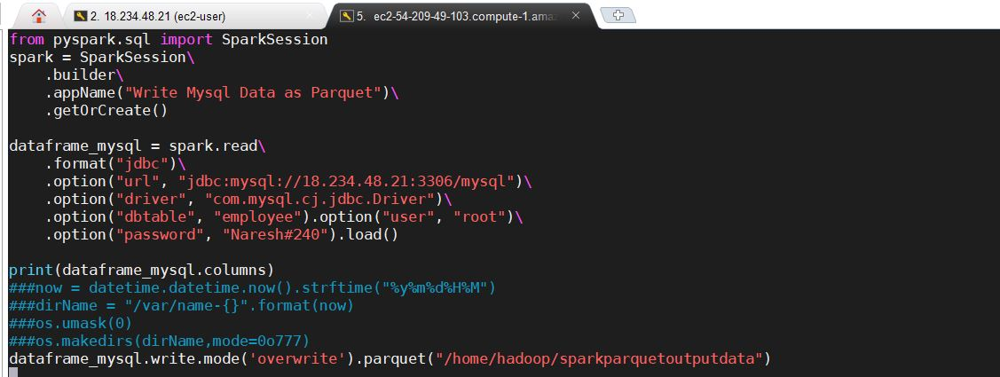 2. 18.234.48.21 (ec2-user)
5. ec2-54-209-49-103.compute-1.ama
from pyspark.sql import SparkSession
spark = SparkSession\
    .builder\
    .appName("Write Mysql Data as Parquet")\
    .getOrCreate()

dataframe_mysql = spark.read\
    .format("jdbc")\
    .option("url", "jdbc:mysql://18.234.48.21:3306/mysql")\
    .option("driver", "com.mysql.cj.jdbc.Driver")\
    .option("dbtable", "employee").option("user", "root")\
    .option("password", "Naresh#240").load()

print(dataframe_mysql.columns)
###now = datetime.datetime.now().strftime("%y%m%d%H%M")
###dirName = "/var/name-{}".format(now)
###os.umask(0)
###os.makedirs(dirName,mode=0o777)
dataframe_mysql.write.mode('overwrite').parquet("/home/hadoop/sparkparquetoutputdata")